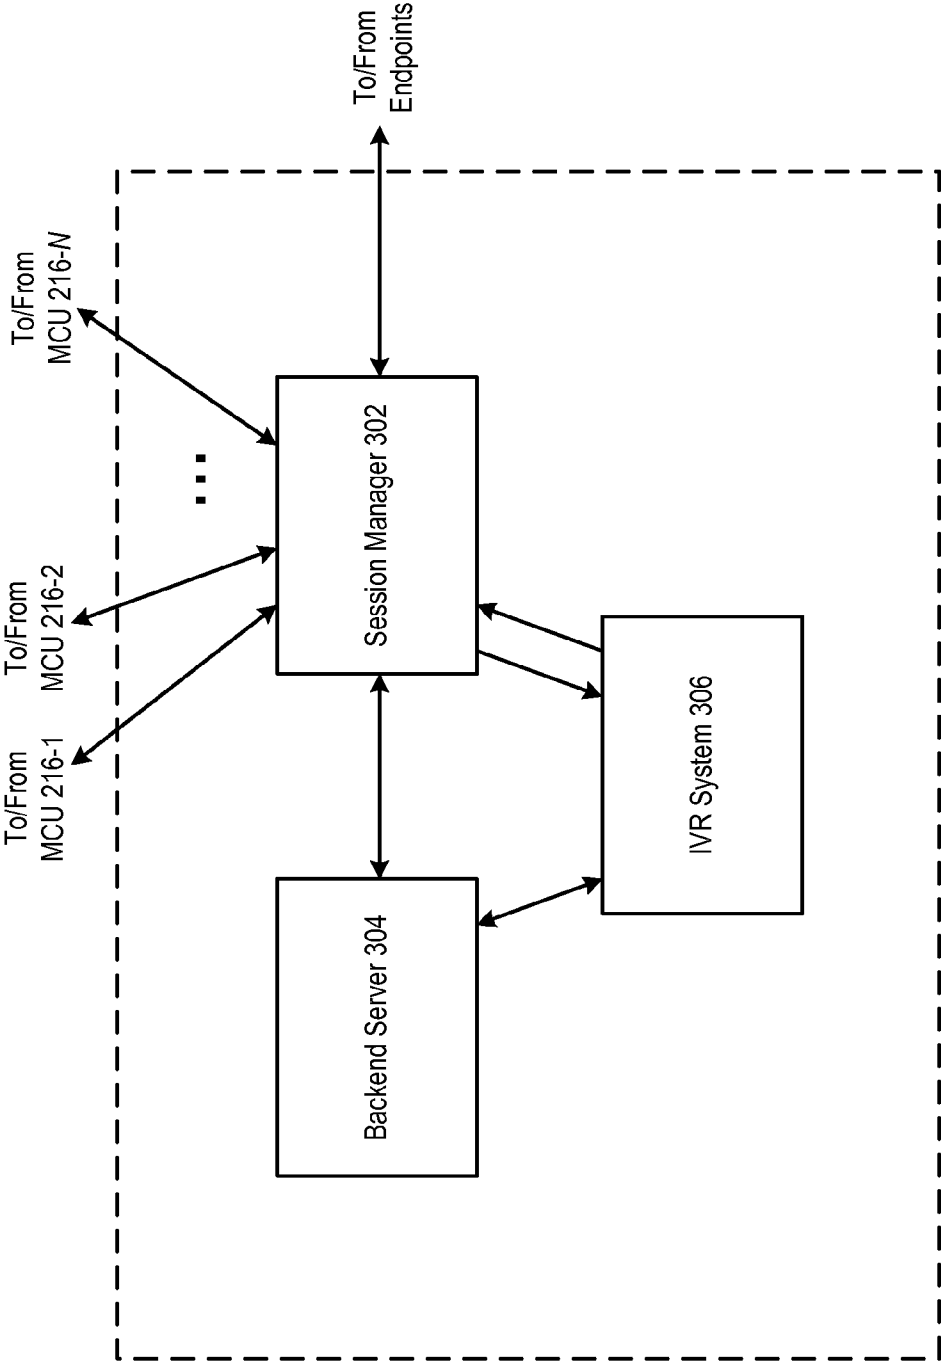 To/From
MCU 216-1
To/From
MCU 216-2
...
To/From
MCU 216-N
To/From
Endpoints
Backend Server 304
Session Manager 302
IVR System 306